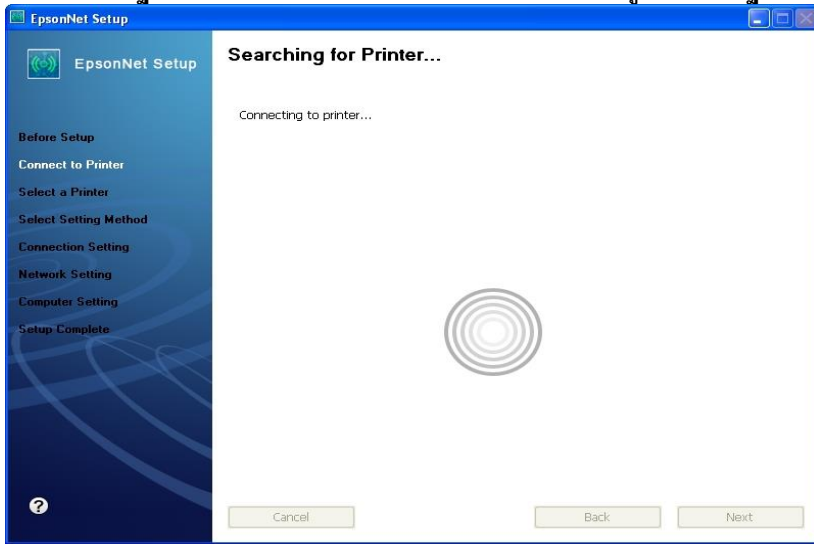 EpsonNet Setup
EpsonNet Setup
Searching for Printer...
Connecting to printer...
Before Setup
Connect to Printer
Select a Printer
Select Setting Method
Connection Setting
Network Setting
Computer Setting
Setup Complete
?
Cancel
Back
Next